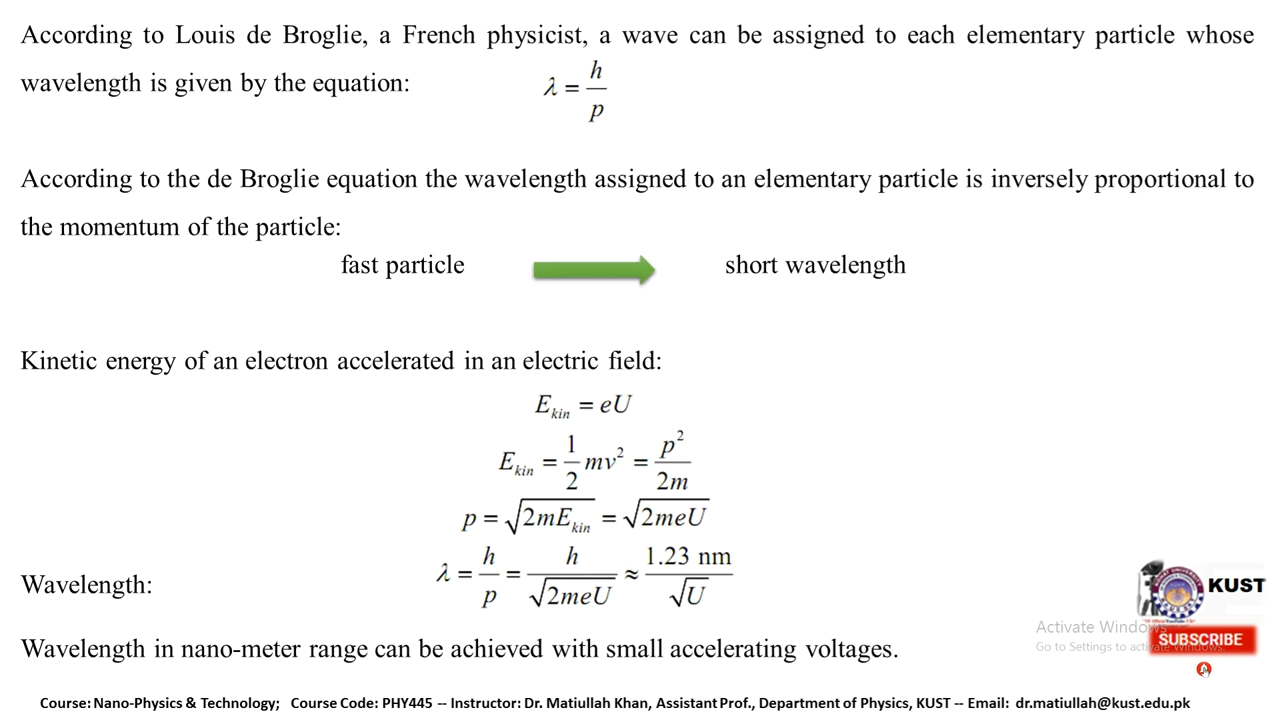 According to Louis de Broglie, a French physicist, a wave can be assigned to each elementary particle whose
wavelength is given by the equation: λ = h/p
According to the de Broglie equation the wavelength assigned to an elementary particle is inversely proportional to
the momentum of the particle:
fast particle short wavelength
Kinetic energy of an electron accelerated in an electric field:
E_kin = eU
E_kin = 1/2 mv² = p²/2m
p = √(2mE_kin) = √(2meU)
Wavelength: λ = h/p = h/√(2meU) ≈ 1.23 nm/√U
Wavelength in nano-meter range can be achieved with small accelerating voltages.
KUST
Activate Windows
SUBSCRIBE
Go to Settings to activate Windows.
Course: Nano-Physics & Technology; Course Code: PHY445 -- Instructor: Dr. Matiullah Khan, Assistant Prof., Department of Physics, KUST -- Email: dr.matiullah@kust.edu.pk